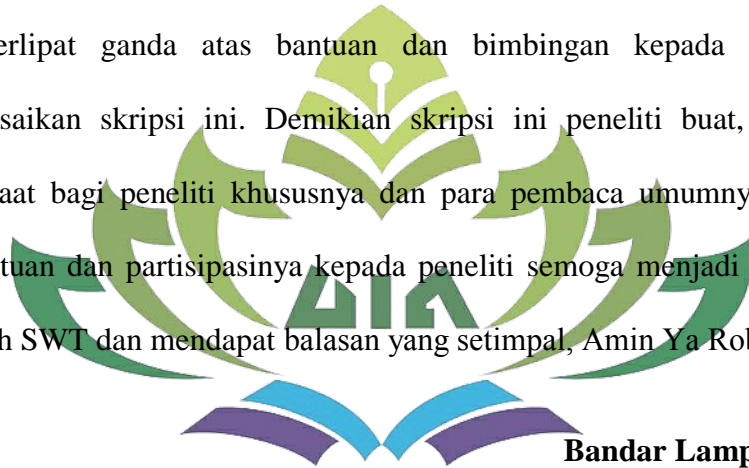 erlipat ganda atas bantuan dan bimbingan kepada
saikan skripsi ini. Demikian skripsi ini peneliti buat,
aat bagi peneliti khususnya dan para pembaca umumny
tuan dan partisipasinya kepada peneliti semoga menjadi
h SWT dan mendapat balasan yang setimpal, Amin Ya Rob
UIN
Bandar Lamp